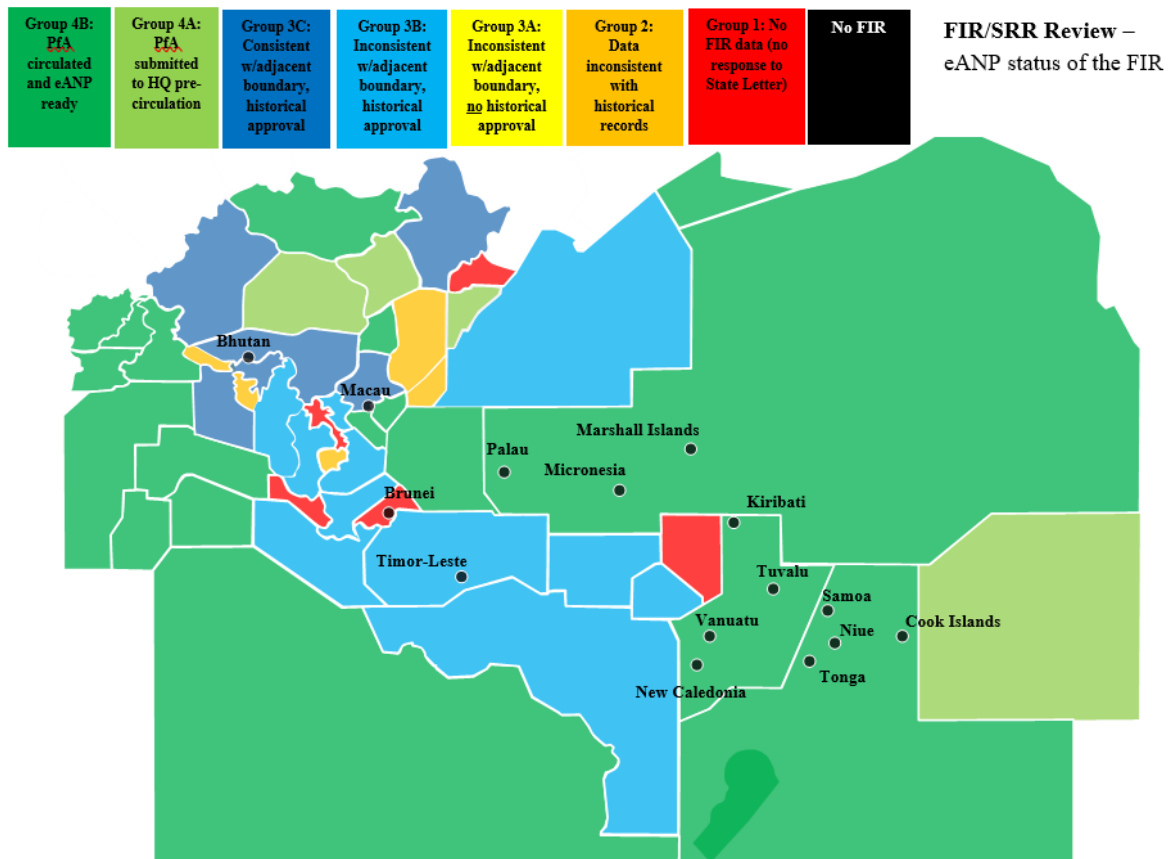 Group 4B:
PfA
circulated
and eANP
ready
Group 4A:
PfA
submitted
to HQ pre-
circulation
Group 3C:
Consistent
w/adjacent
boundary,
historical
approval
Group 3B:
Inconsistent
w/adjacent
boundary,
historical
approval
Group 3A:
Inconsistent
w/adjacent
boundary,
no historical
approval
Group 2:
Data
inconsistent
with
historical
records
Group 1: No
FIR data (no
response to
State Letter)
No FIR
FIR/SRR Review –
eANP status of the FIR
Bhutan
Macau
Marshall Islands
Palau
Micronesia
Brunei
Kiribati
Timor-Leste
Tuvalu
Samoa
Vanuatu
Niue
Cook Islands
Tonga
New Caledonia